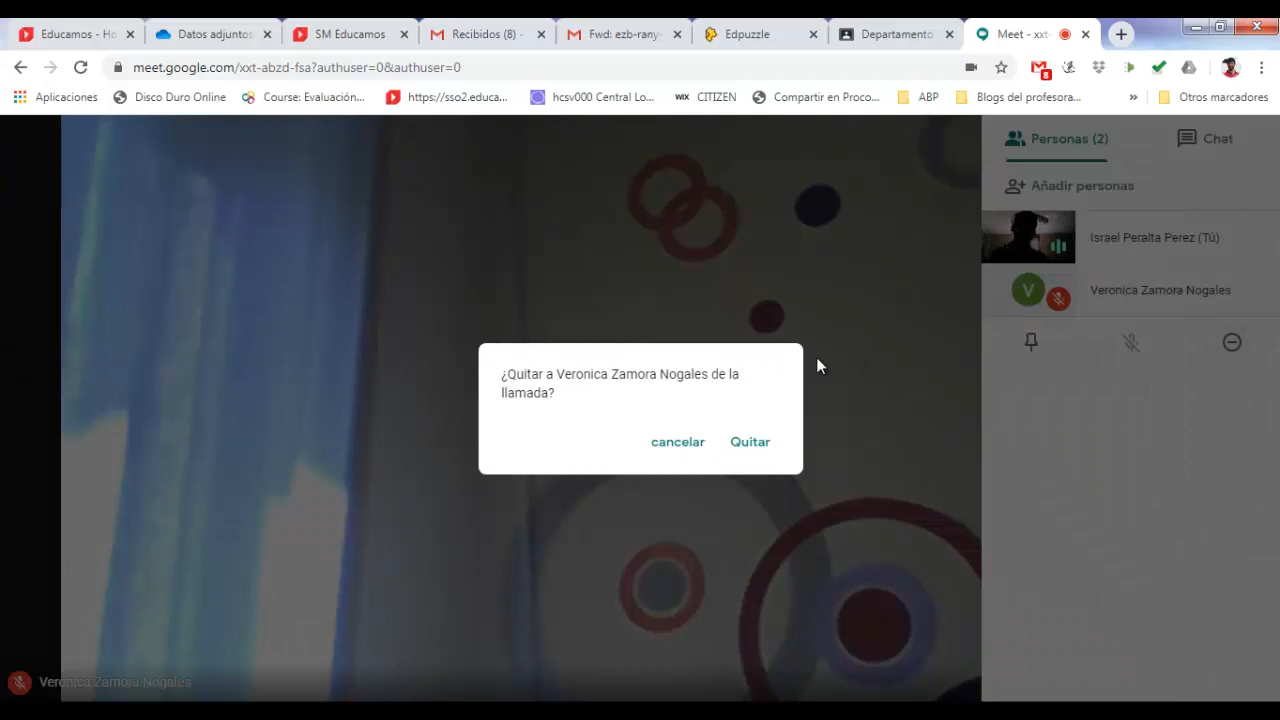 Educamos - Ho
Datos adjuntos
SM Educamos
Recibidos (8) -
Fwd: ezb-rany-
Edpuzzle
Departamento
Meet - xxt-
meet.google.com/xxt-abzd-fsa?authuser=0&authuser=0
8
Aplicaciones
Disco Duro Online
Course: Evaluación...
https://sso2.educa...
hcsv000 Central Lo...
WIX CITIZEN
Compartir en Proco...
ABP
Blogs del profesora...
»
Otros marcadores
Personas (2)
Chat
Añadir personas
Israel Peralta Perez (Tú)
V
Veronica Zamora Nogales
¿Quitar a Veronica Zamora Nogales de la
llamada?
cancelar
Quitar
Veronica Zamora Nogales